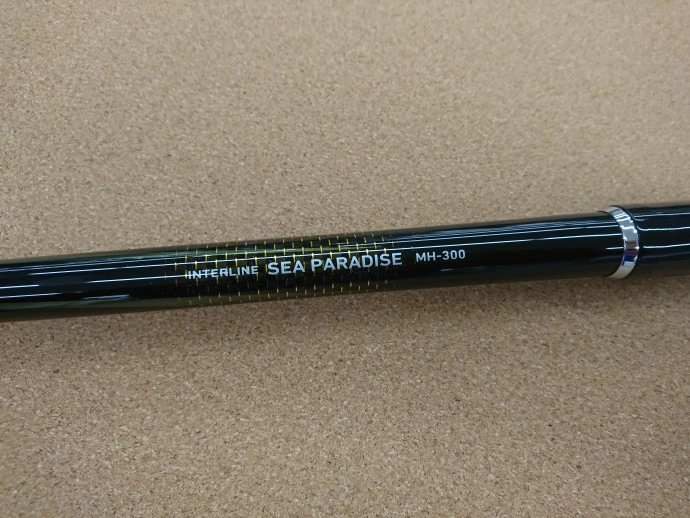 INTERLINE SEA PARADISE MH-300